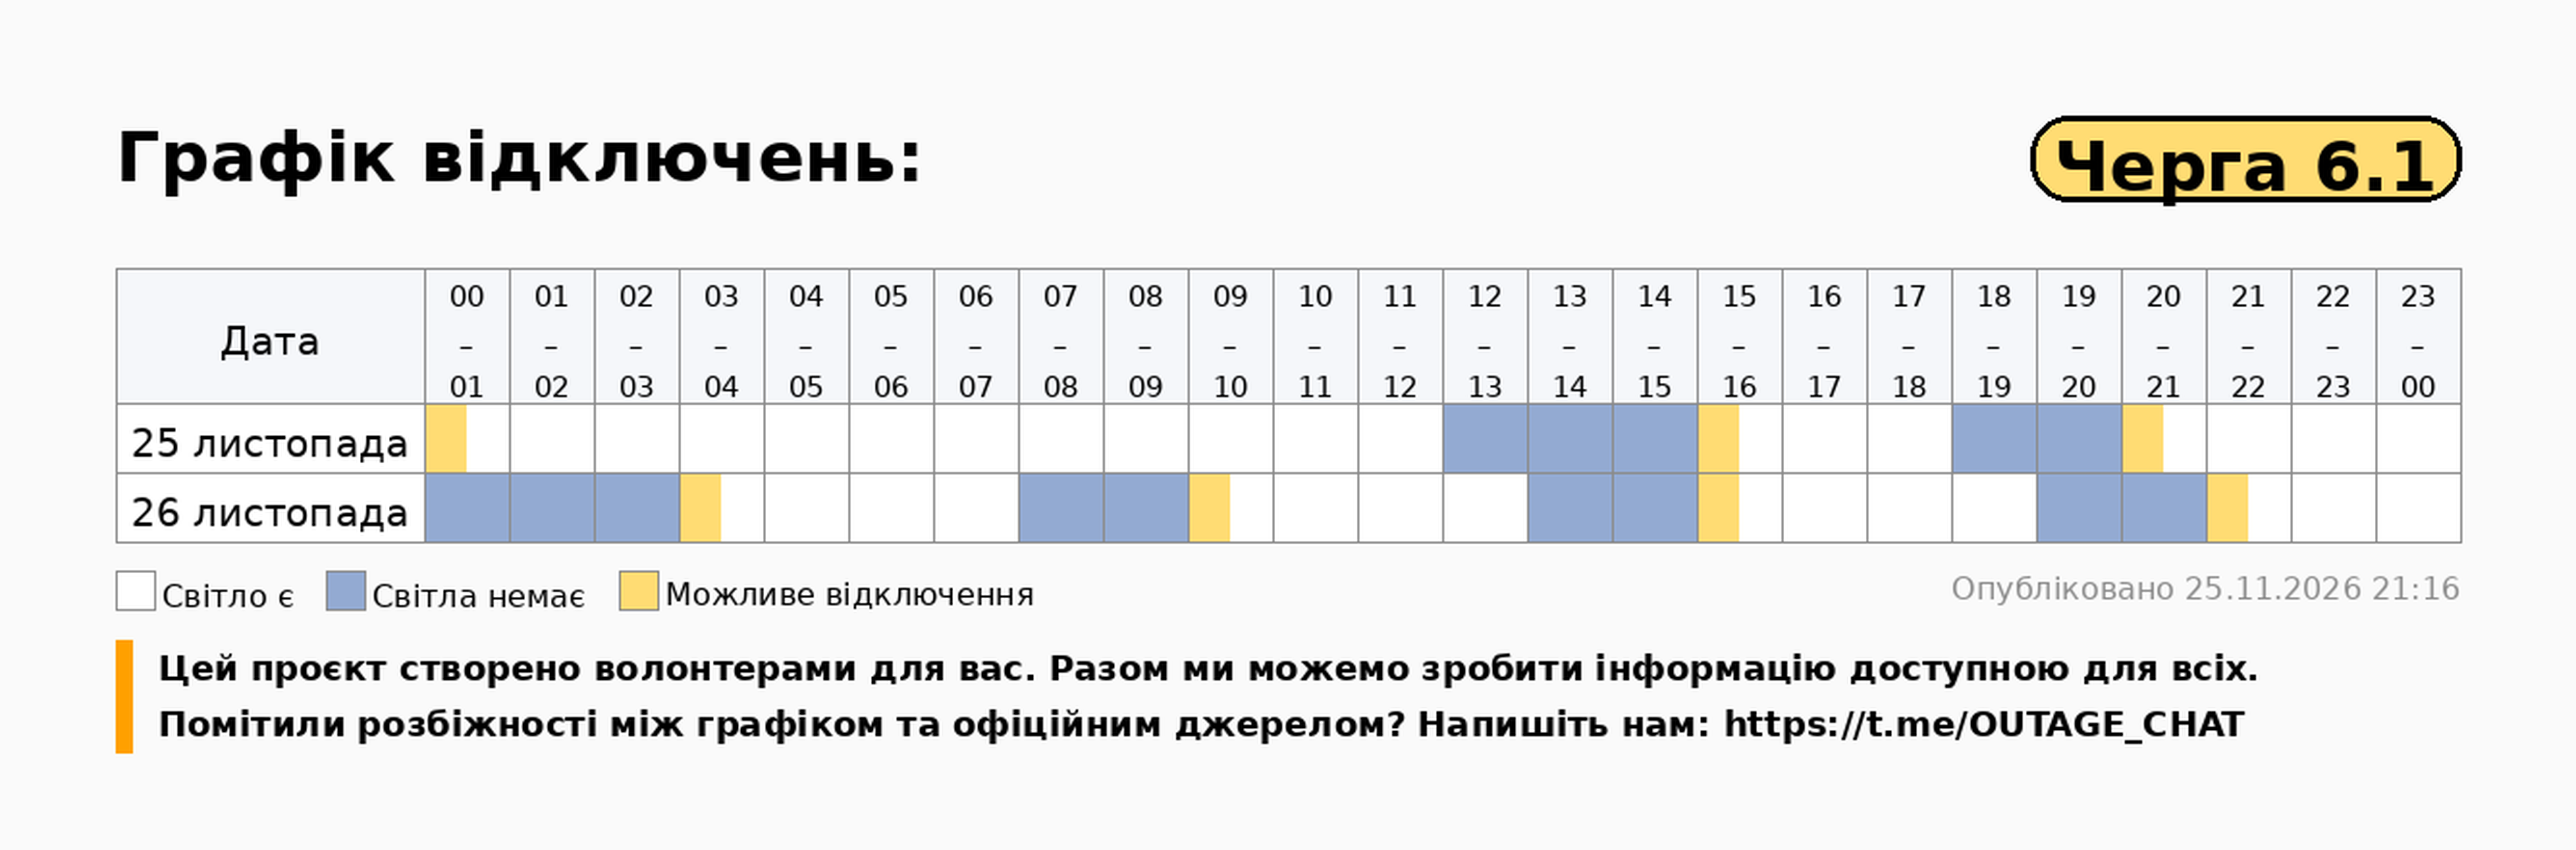 Графік відключень:
Черга 6.1
Дата 00 – 01 01 – 02 02 – 03 03 – 04 04 – 05 05 – 06 06 – 07 07 – 08 08 – 09 09 – 10 10 – 11 11 – 12 12 – 13 13 – 14 14 – 15 15 – 16 16 – 17 17 – 18 18 – 19 19 – 20 20 – 21 21 – 22 22 – 23 23 – 00
25 листопада
26 листопада
Світло є Світла немає Можливе відключення
Опубліковано 25.11.2026 21:16
Цей проєкт створено волонтерами для вас. Разом ми можемо зробити інформацію доступною для всіх.
Помітили розбіжності між графіком та офіційним джерелом? Напишіть нам: https://t.me/OUTAGE_CHAT